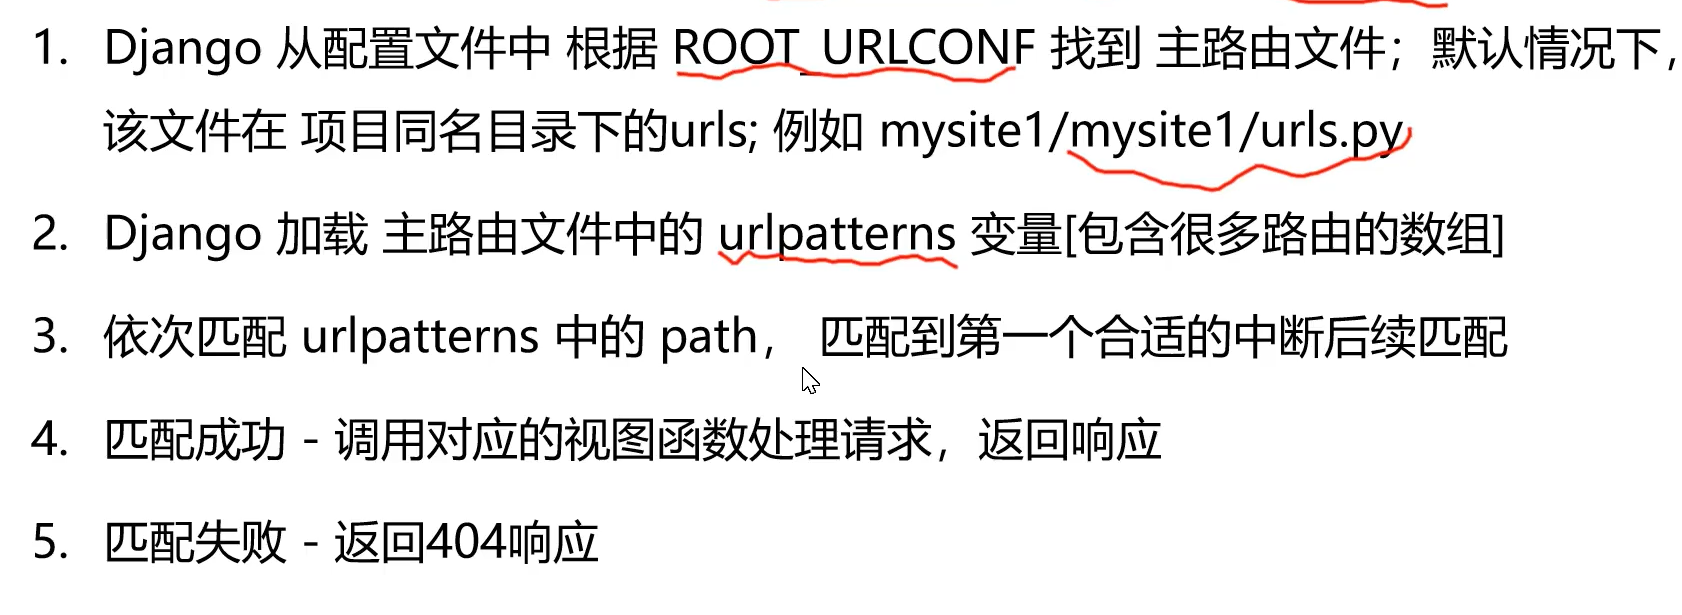 1. Django 从配置文件中 根据 ROOT_URLCONF 找到 主路由文件；默认情况下，
该文件在 项目同名目录下的urls; 例如 mysite1/mysite1/urls.py
2. Django 加载 主路由文件中的 urlpatterns 变量[包含很多路由的数组]
3. 依次匹配 urlpatterns 中的 path， 匹配到第一个合适的中断后续匹配
4. 匹配成功 - 调用对应的视图函数处理请求，返回响应
5. 匹配失败 - 返回404响应